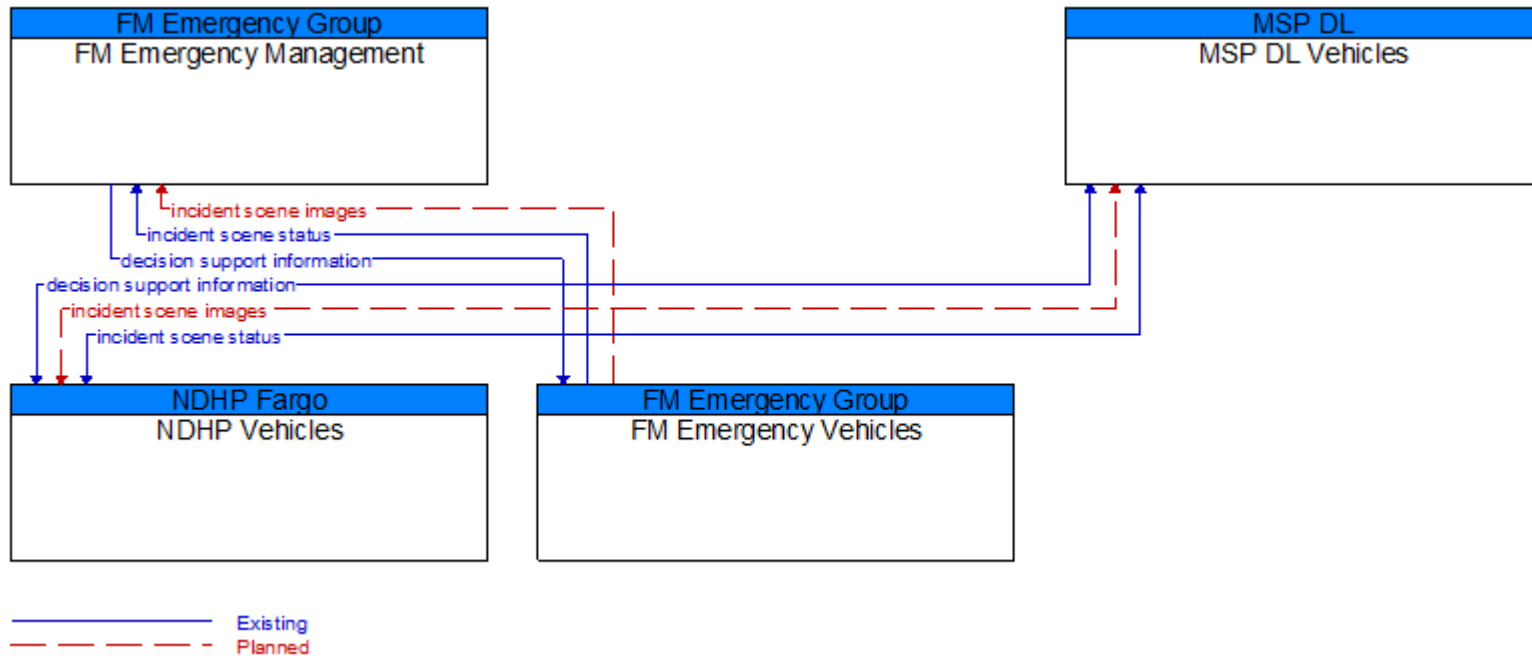 FM Emergency Group
FM Emergency Management
MSP DL
MSP DL Vehicles
incident scene images
incident scene status
decision support information
decision support information
incident scene images
incident scene status
NDHP Fargo
NDHP Vehicles
FM Emergency Group
FM Emergency Vehicles
Existing
Planned